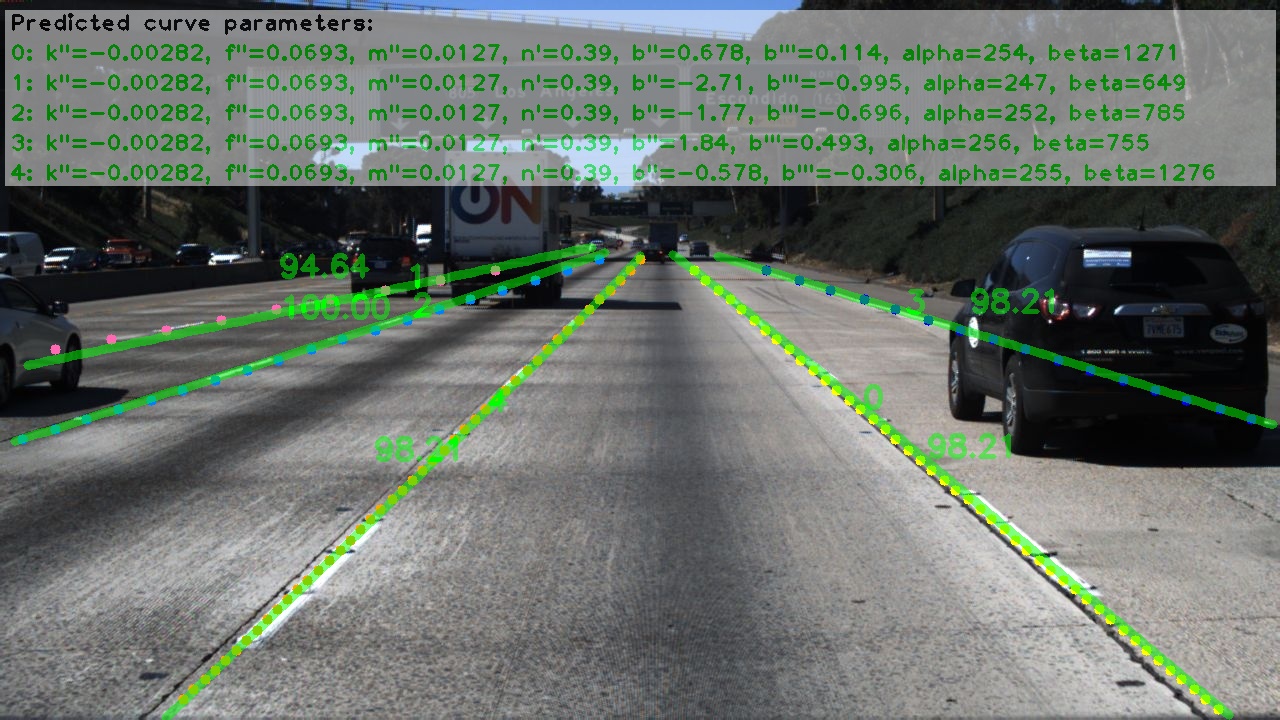 Predicted curve parameters:
0: k''=-0.00282, f''=0.0693, m''=0.0127, n'=0.39, b''=0.678, b'''=0.114, alpha=254, beta=1271
1: k''=-0.00282, f''=0.0693, m''=0.0127, n'=0.39, b''=-2.71, b'''=-0.995, alpha=247, beta=649
2: k''=-0.00282, f''=0.0693, m''=0.0127, n'=0.39, b''=-1.77, b'''=-0.696, alpha=252, beta=785
3: k''=-0.00282, f''=0.0693, m''=0.0127, n'=0.39, b''=1.84, b'''=0.493, alpha=256, beta=755
4: k''=-0.00282, f''=0.0693, m''=0.0127, n'=0.39, b''=-0.578, b'''=-0.306, alpha=255, beta=1276
Los Angeles
Escondido 163
ON
94.64
1
100.00
2
3
98.21
7VME675
0
98.21
98.21